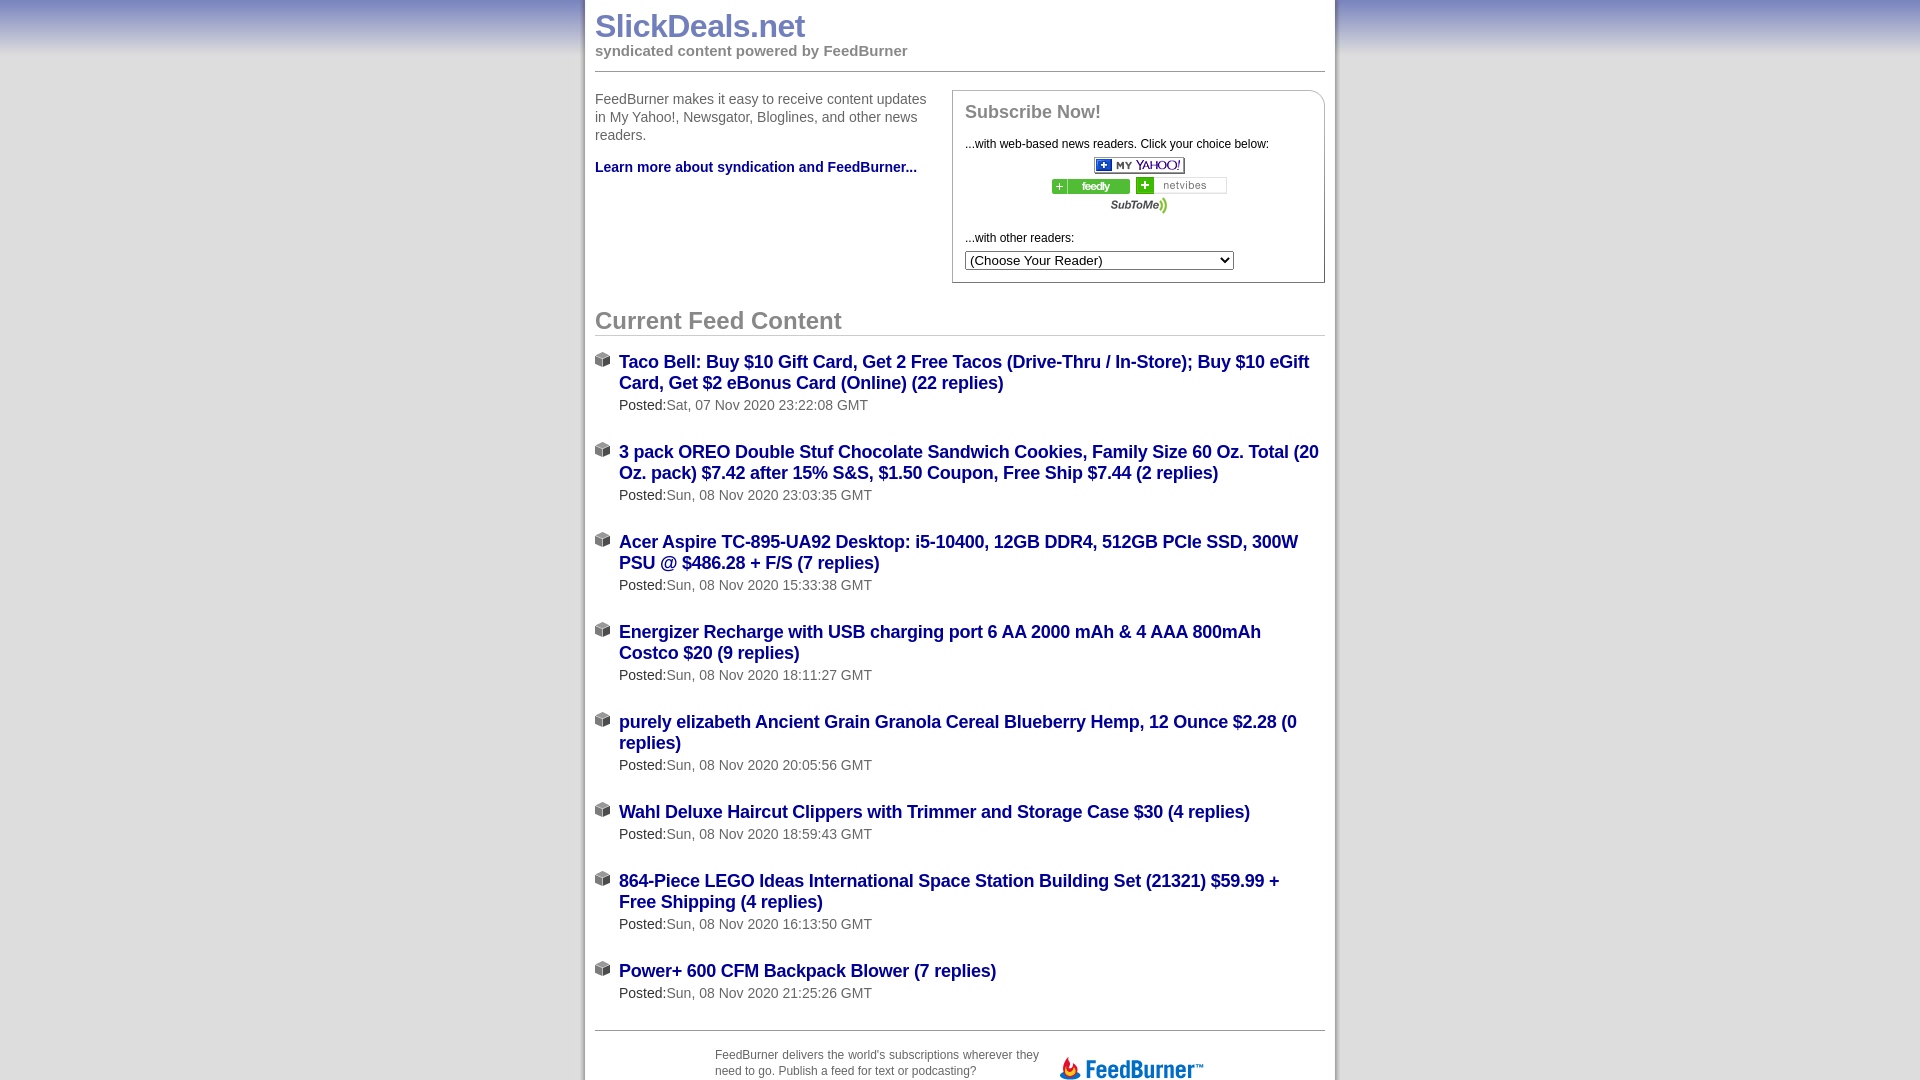 SlickDeals.net
syndicated content powered by FeedBurner
FeedBurner makes it easy to receive content updates
in My Yahoo!, Newsgator, Bloglines, and other news
readers.
Learn more about syndication and FeedBurner...
Subscribe Now!
...with web-based news readers. Click your choice below:
MY YAHOO!
feedly
netvibes
SubToMe
...with other readers:
(Choose Your Reader)
Current Feed Content
Taco Bell: Buy $10 Gift Card, Get 2 Free Tacos (Drive-Thru / In-Store); Buy $10 eGift
Card, Get $2 eBonus Card (Online) (22 replies)
Posted:Sat, 07 Nov 2020 23:22:08 GMT
3 pack OREO Double Stuf Chocolate Sandwich Cookies, Family Size 60 Oz. Total (20
Oz. pack) $7.42 after 15% S&S, $1.50 Coupon, Free Ship $7.44 (2 replies)
Posted:Sun, 08 Nov 2020 23:03:35 GMT
Acer Aspire TC-895-UA92 Desktop: i5-10400, 12GB DDR4, 512GB PCIe SSD, 300W
PSU @ $486.28 + F/S (7 replies)
Posted:Sun, 08 Nov 2020 15:33:38 GMT
Energizer Recharge with USB charging port 6 AA 2000 mAh & 4 AAA 800mAh
Costco $20 (9 replies)
Posted:Sun, 08 Nov 2020 18:11:27 GMT
purely elizabeth Ancient Grain Granola Cereal Blueberry Hemp, 12 Ounce $2.28 (0
replies)
Posted:Sun, 08 Nov 2020 20:05:56 GMT
Wahl Deluxe Haircut Clippers with Trimmer and Storage Case $30 (4 replies)
Posted:Sun, 08 Nov 2020 18:59:43 GMT
864-Piece LEGO Ideas International Space Station Building Set (21321) $59.99 +
Free Shipping (4 replies)
Posted:Sun, 08 Nov 2020 16:13:50 GMT
Power+ 600 CFM Backpack Blower (7 replies)
Posted:Sun, 08 Nov 2020 21:25:26 GMT
FeedBurner delivers the world's subscriptions wherever they
need to go. Publish a feed for text or podcasting?
FeedBurner™